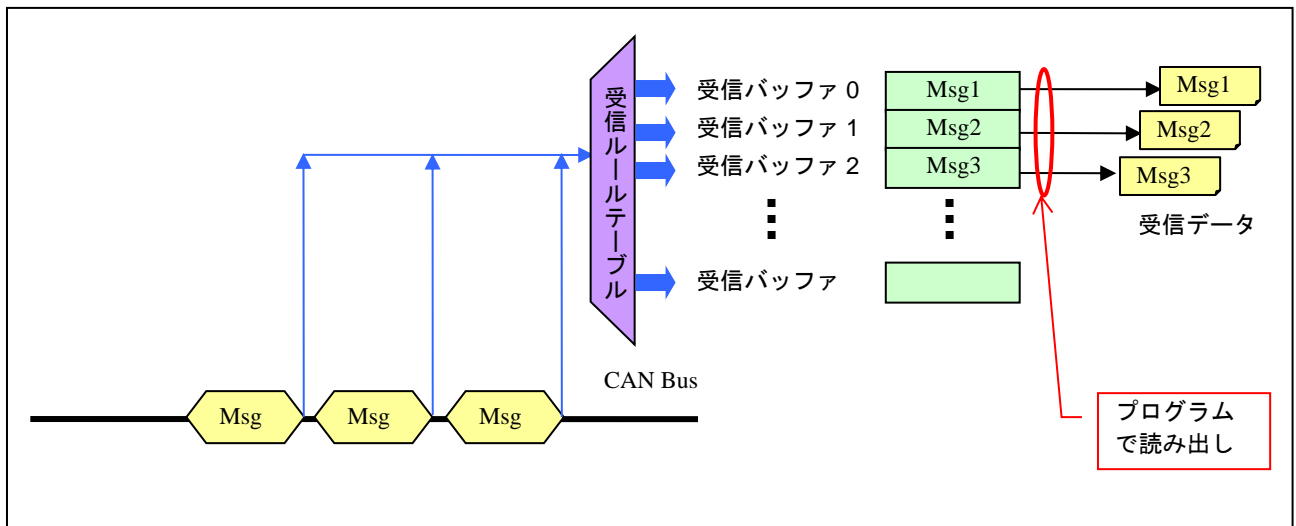 受信ルールテーブル
受信バッファ 0
Msg1
Msg1
受信バッファ 1
Msg2
Msg2
受信バッファ 2
Msg3
Msg3
受信データ
受信バッファ
CAN Bus
Msg
Msg
Msg
プログラム
で読み出し